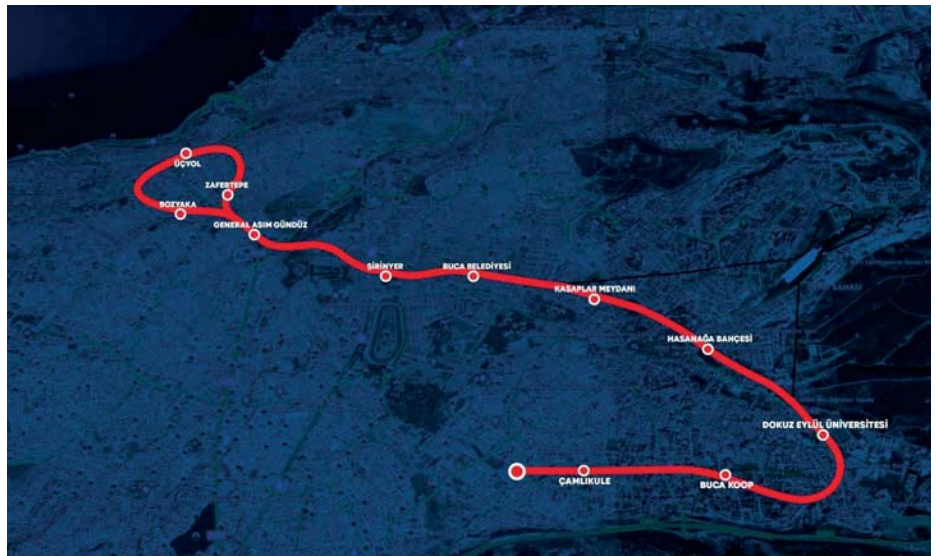 ÜÇYOL
ZAFERTEPE
BOZYAKA
GENERAL ASIM GÜNDÜZ
ŞİRİNYER
BUCA BELEDİYESİ
KASAPLAR MEYDANI
HASANAĞA BAHÇESİ
DOKUZ EYLÜL ÜNİVERSİTESİ
ÇAMLIKULE
BUCA KOOP